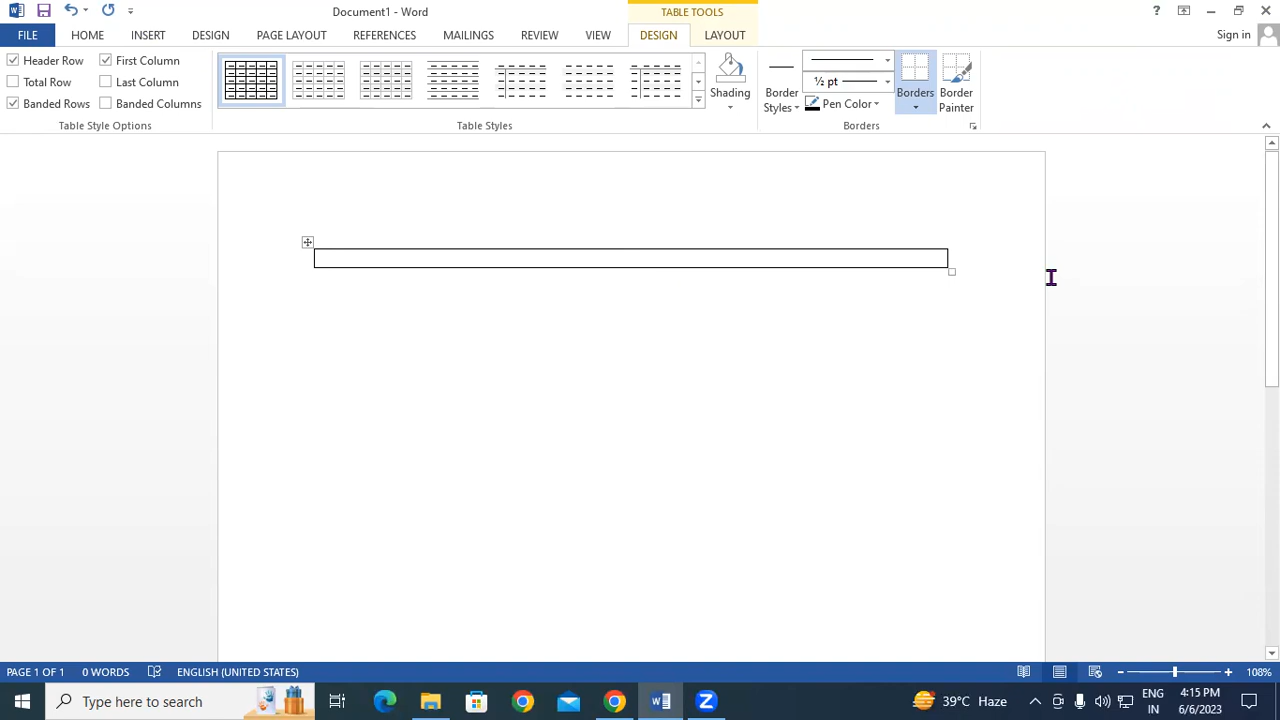 Document1 - Word
TABLE TOOLS
?
FILE
HOME
INSERT
DESIGN
PAGE LAYOUT
REFERENCES
MAILINGS
REVIEW
VIEW
DESIGN
LAYOUT
Sign in
Header Row
First Column
Total Row
Last Column
Banded Rows
Banded Columns
Table Style Options
Table Styles
Shading
Border Styles
½ pt
Pen Color
Borders
Border Painter
Borders
PAGE 1 OF 1
0 WORDS
ENGLISH (UNITED STATES)
108%
Type here to search
39°C Haze
ENG
IN
4:15 PM
6/6/2023